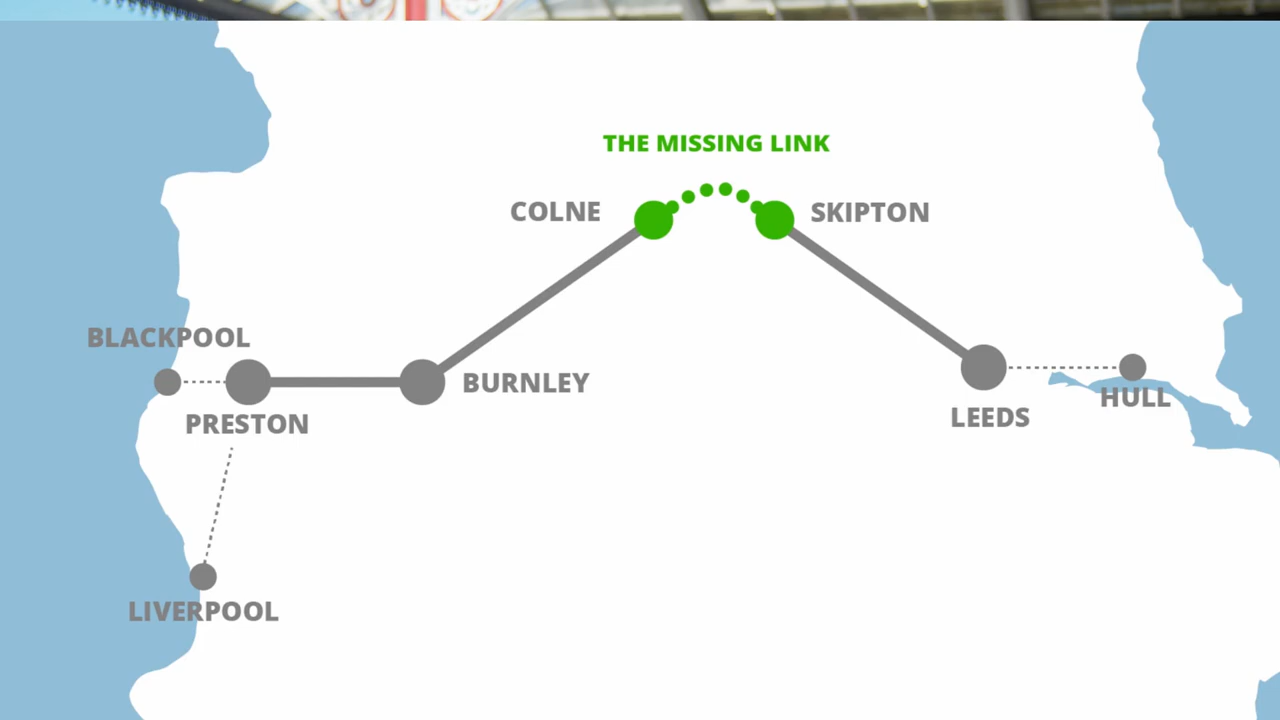 THE MISSING LINK
COLNE
SKIPTON
BLACKPOOL
BURNLEY
PRESTON
LEEDS
HULL
LIVERPOOL